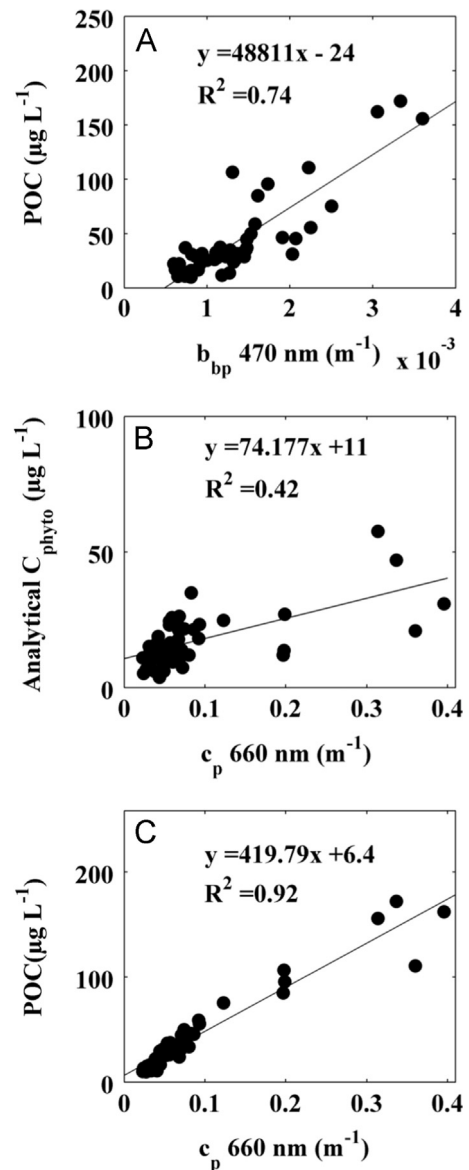 A
y =48811x - 24
R² =0.74
POC (µg L⁻¹)
250
200
150
100
50
0
0 1 2 3 4
b_bp 470 nm (m⁻¹) x 10⁻³
B
y =74.177x +11
R² =0.42
Analytical C_phyto (µg L⁻¹)
100
50
0
0 0.1 0.2 0.3 0.4
c_p 660 nm (m⁻¹)
C
y =419.79x +6.4
R² =0.92
POC(µg L⁻¹)
200
100
0
0 0.1 0.2 0.3 0.4
c_p 660 nm (m⁻¹)